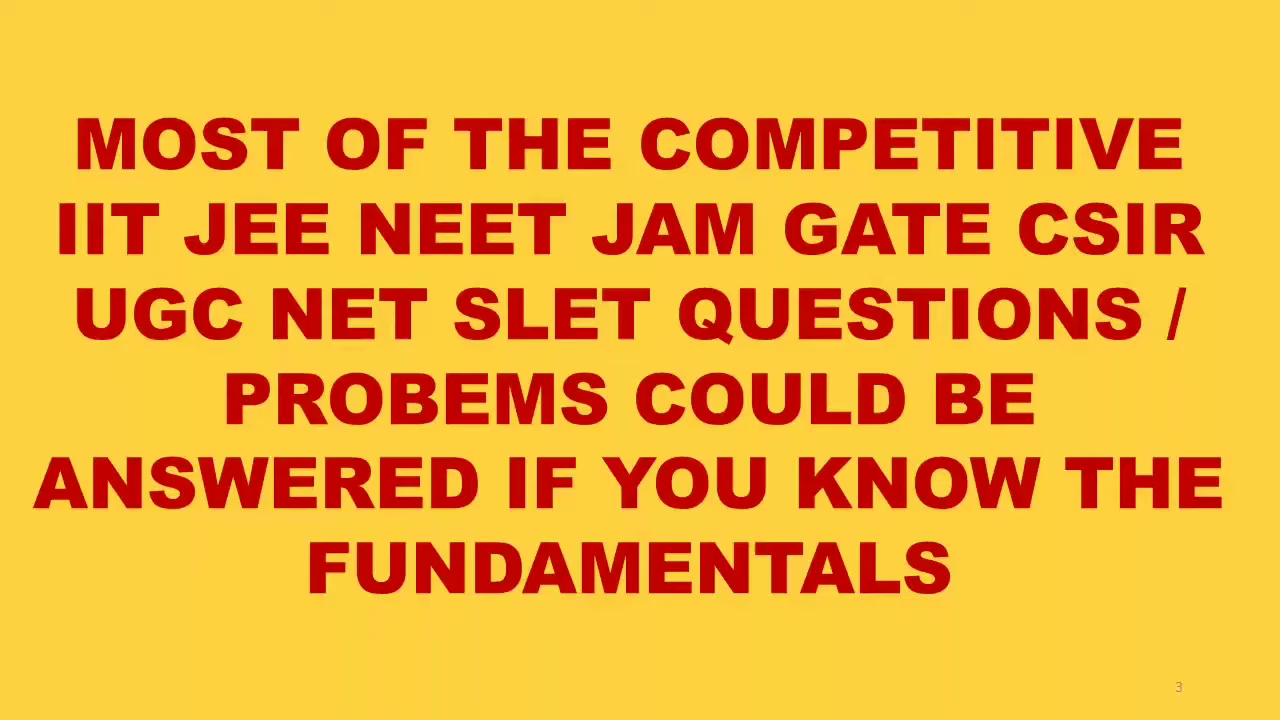 MOST OF THE COMPETITIVE
IIT JEE NEET JAM GATE CSIR
UGC NET SLET QUESTIONS /
PROBEMS COULD BE
ANSWERED IF YOU KNOW THE
FUNDAMENTALS
3